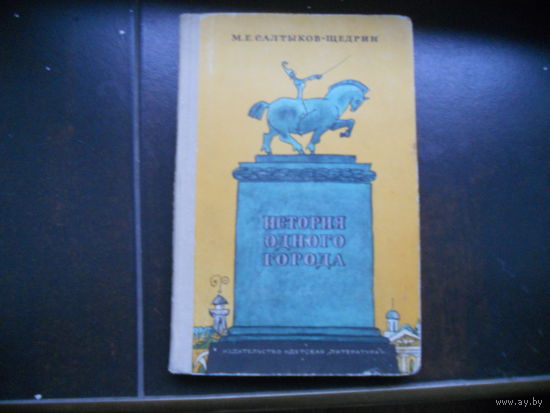 М. Е. САЛТЫКОВ-ЩЕДРИН
ИСТОРИЯ
ОДНОГО
ГОРОДА
ИЗДАТЕЛЬСТВО «ДЕТСКАЯ ЛИТЕРАТУРА»
www.ay.by